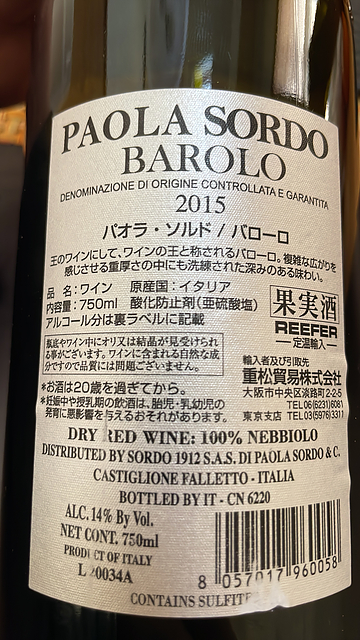 PAOLA SORDO
BAROLO
DENOMINAZIONE DI ORIGINE CONTROLLATA E GARANTITA
2015
パオラ・ソルド / バローロ
王のワインにして、ワインの王と称されるバローロ。複雑な広がりを
感じさせる重厚さの中にも洗練された深みのある味わい。
品 名：ワイン 原産国：イタリア
内容量：750ml 酸化防止剤（亜硫酸塩）
アルコール分は裏ラベルに記載
果実酒
REEFER
定温輸入
瓶底やワイン中にオリ又は結晶が見受けられ
る事がございます。ワインに含まれる自然な成
分ですので品質には問題ございません。
*お酒は20歳を過ぎてから。
*妊娠中や授乳期の飲酒は、胎児・乳幼児の
発育に悪影響を与えるおそれがあります。
輸入者及び引取先
重松貿易株式会社
大阪市中央区淡路町2-2-5
TEL.06(6231)6081
東京支店 TEL.03(5976)3311
DRY RED WINE: 100% NEBBIOLO
DISTRIBUTED BY SORDO 1912 S.A.S. DI PAOLA SORDO & C.
CASTIGLIONE FALLETTO - ITALIA
BOTTLED BY IT - CN 6220
ALC. 14% By Vol.
NET CONT. 750ml
PRODUCT OF ITALY
L 20034A
8 057017 960058
CONTAINS SULFITE